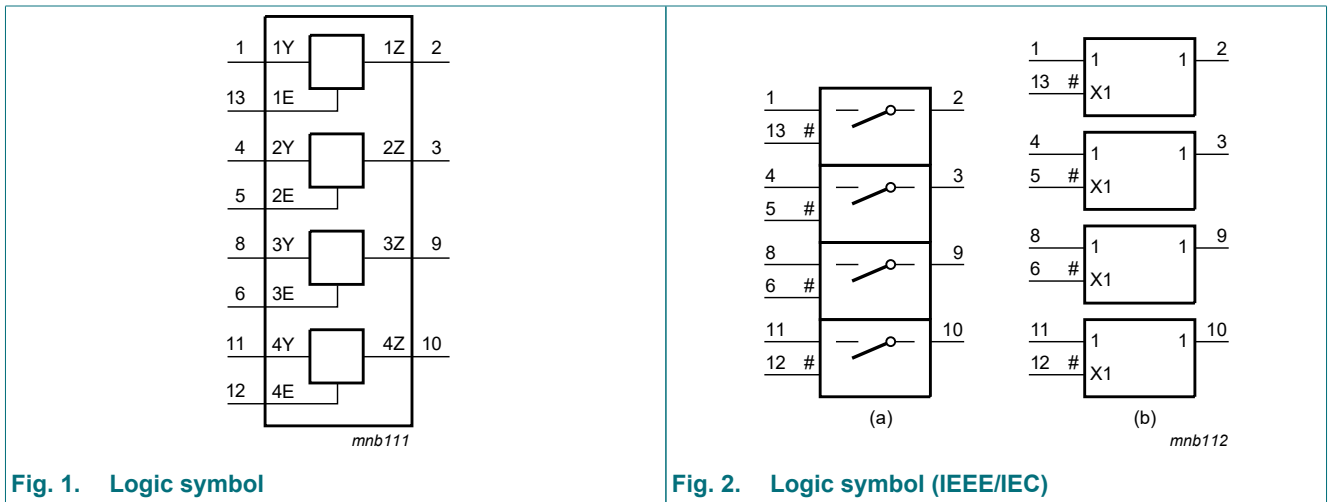 1 1Y 1Z 2
13 1E
4 2Y 2Z 3
5 2E
8 3Y 3Z 9
6 3E
11 4Y 4Z 10
12 4E
mnb111
Fig. 1. Logic symbol
1 2
13 #
4 3
5 #
8 9
6 #
11 10
12 #
(a)
1 1 1 2
13 # X1
4 1 1 3
5 # X1
8 1 1 9
6 # X1
11 1 1 10
12 # X1
(b)
mnb112
Fig. 2. Logic symbol (IEEE/IEC)